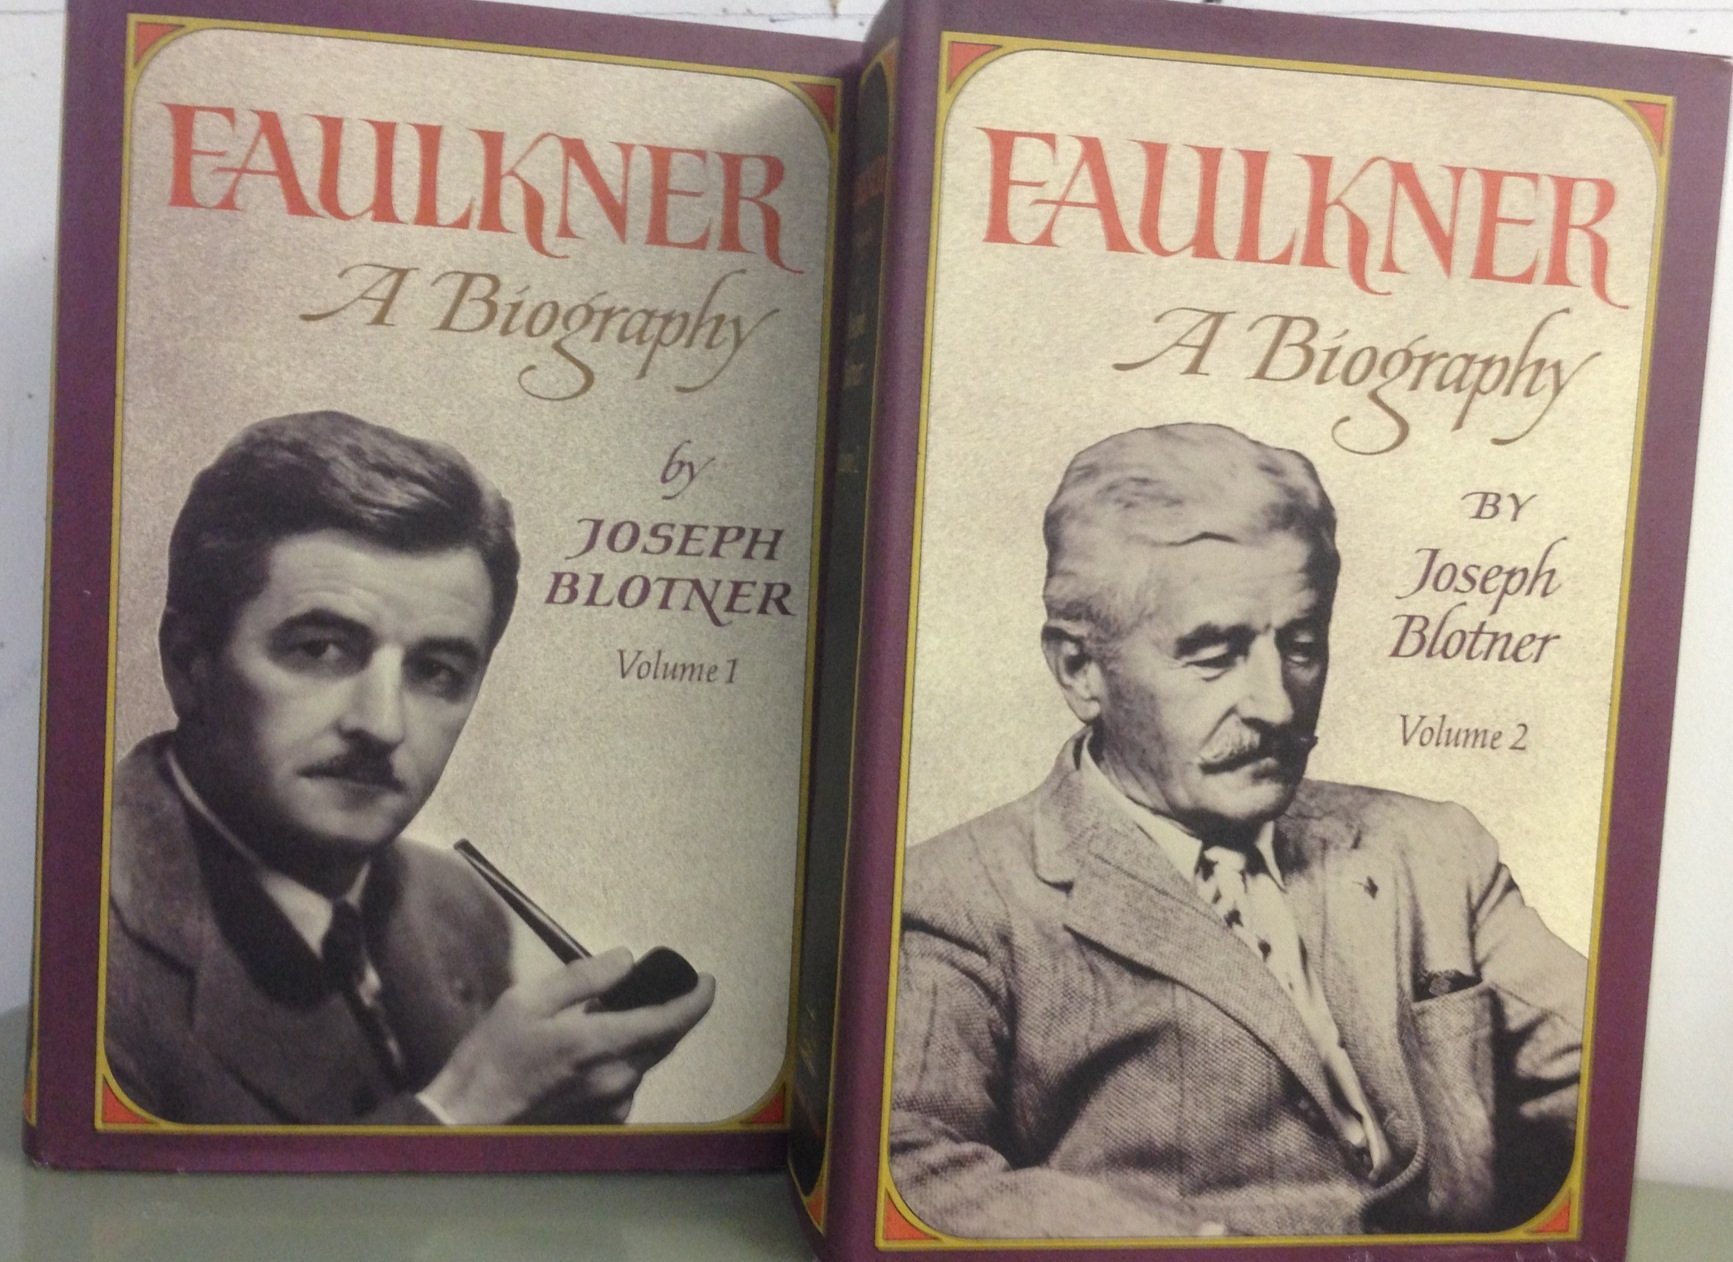 FAULKNER
A Biography
by
JOSEPH
BLOTNER
Volume 1
FAULKNER
A Biography
BY
Joseph
Blotner
Volume 2